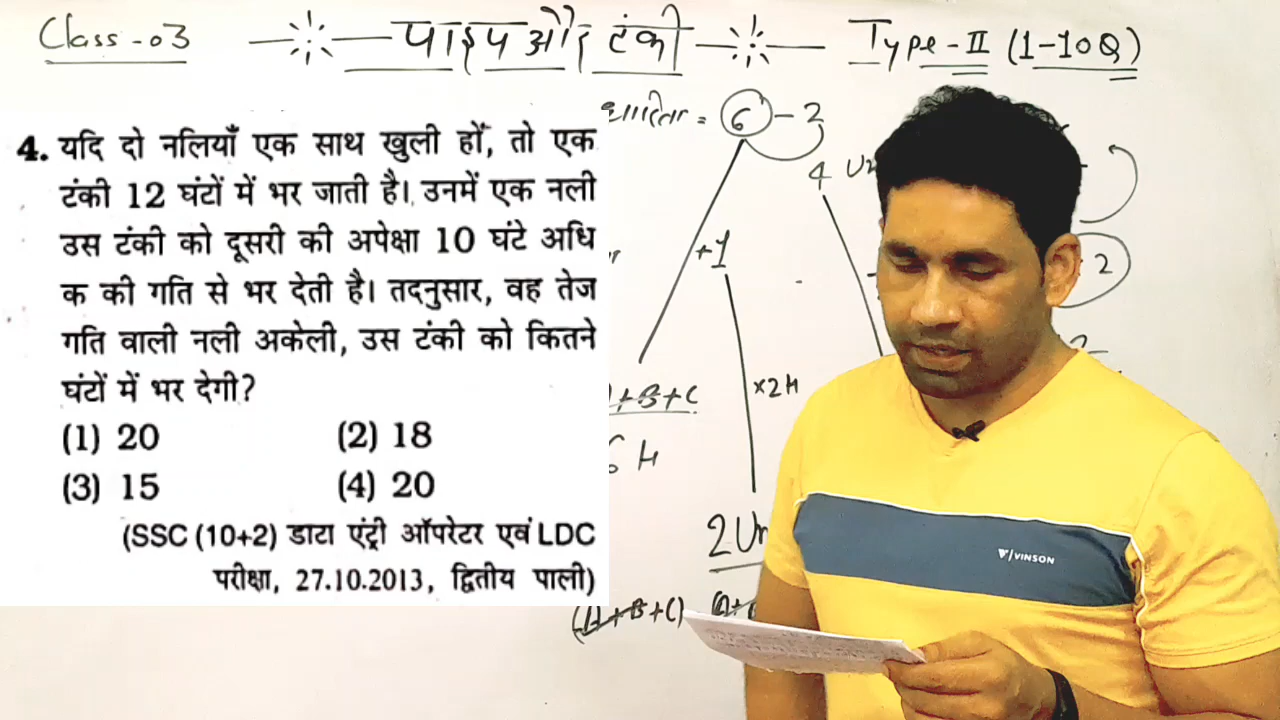 Class-03 पाइप और टंकी Type-II (1-10Q)
4. यदि दो नलियाँ एक साथ खुली हों, तो एक
टंकी 12 घंटों में भर जाती है। उनमें एक नली
उस टंकी को दूसरी की अपेक्षा 10 घंटे अधि
क की गति से भर देती है। तदनुसार, वह तेज
गति वाली नली अकेली, उस टंकी को कितने
घंटों में भर देगी?
(1) 20 (2) 18
(3) 15 (4) 20
(SSC (10+2) डाटा एंट्री ऑपरेटर एवं LDC
परीक्षा, 27.10.2013, द्वितीय पाली)
= 6 - 2
4
+1
2
+B+C
×2H
6 H
2 Un
(A+B+C)
VINSON